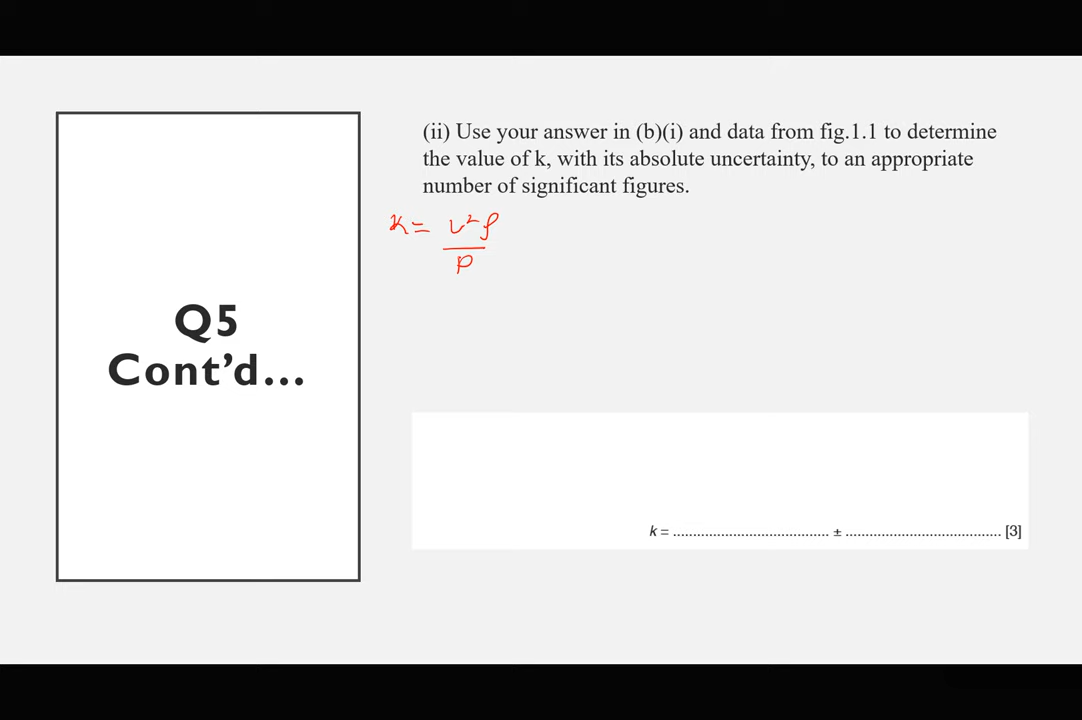 Q5
Cont'd...
(ii) Use your answer in (b)(i) and data from fig.1.1 to determine
the value of k, with its absolute uncertainty, to an appropriate
number of significant figures.
K = v²ρ
P
k = ........................................ ± ........................................ [3]